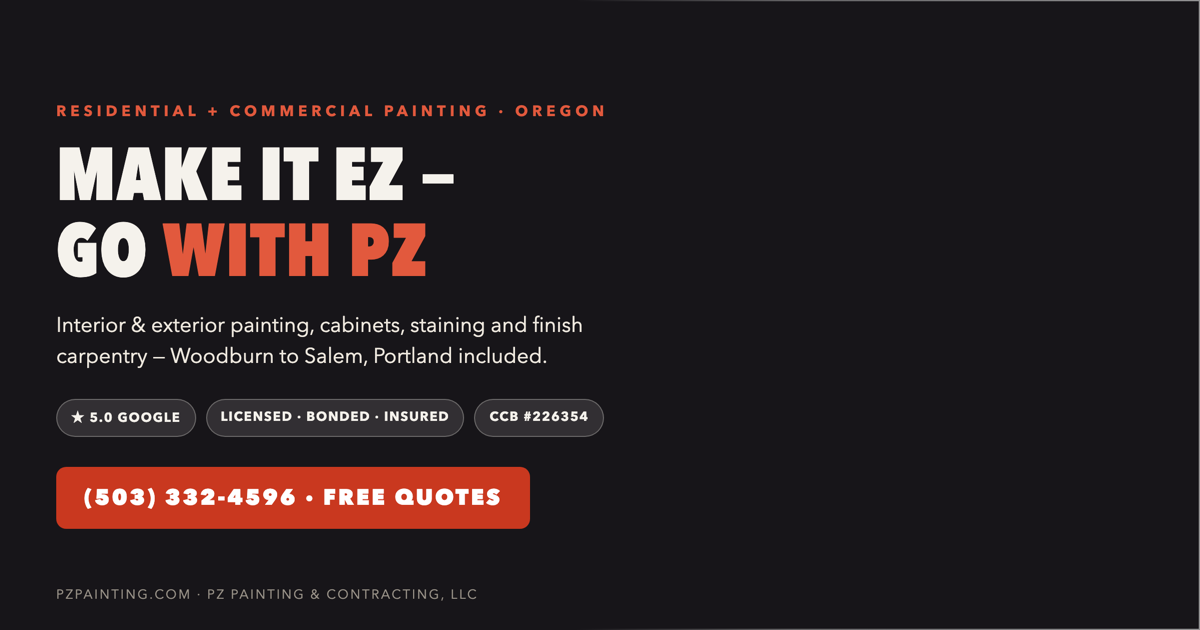 RESIDENTIAL + COMMERCIAL PAINTING · OREGON
MAKE IT EZ –
GO WITH PZ
Interior & exterior painting, cabinets, staining and finish
carpentry – Woodburn to Salem, Portland included.
★ 5.0 GOOGLE
LICENSED · BONDED · INSURED
CCB #226354
(503) 332-4596 · FREE QUOTES
PZPAINTING.COM · PZ PAINTING & CONTRACTING, LLC